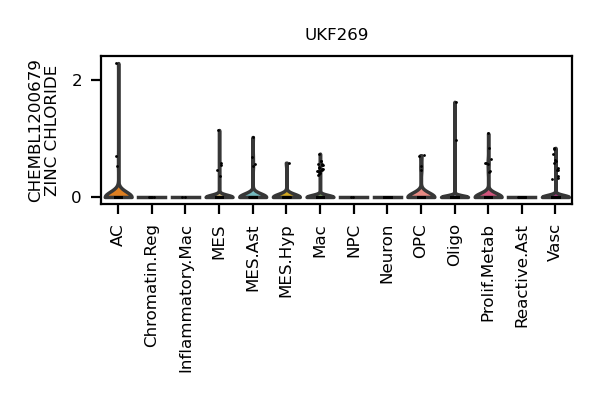 UKF269
CHEMBL1200679
ZINC CHLORIDE
2
0
AC
Chromatin.Reg
Inflammatory.Mac
MES
MES.Ast
MES.Hyp
Mac
NPC
Neuron
OPC
Oligo
Prolif.Metab
Reactive.Ast
Vasc